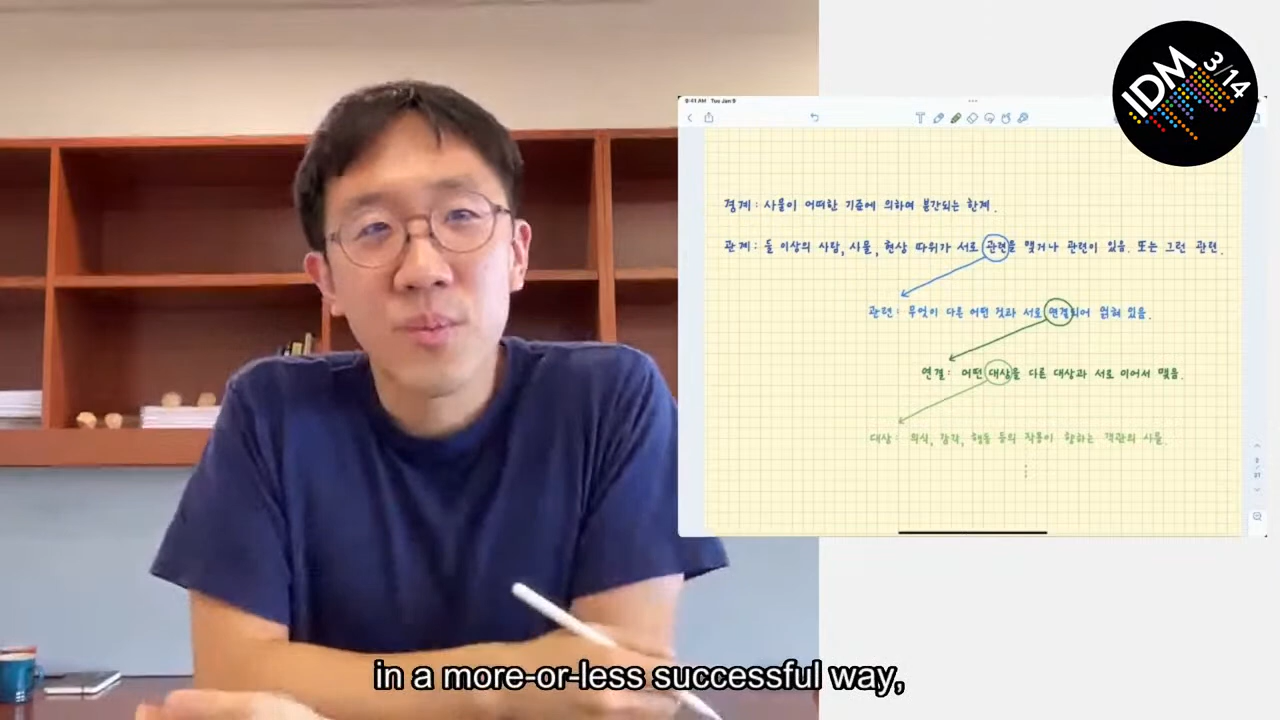 IDM 3/14
9:41 AM Tue Jan 9
경계 : 사물이 어떠한 기준에 의하여 분간되는 한계.
관계 : 둘 이상의 사람, 사물, 현상 따위가 서로 관련을 맺거나 관련이 있음. 또는 그런 관련.
관련 : 무엇이 다른 어떤 것과 서로 연결되어 얽혀 있음.
연결 : 어떤 대상을 다른 대상과 서로 이어서 맺음.
대상 : 의식, 감각, 행동 등의 작용이 향하는 객관의 사물.
in a more-or-less successful way,